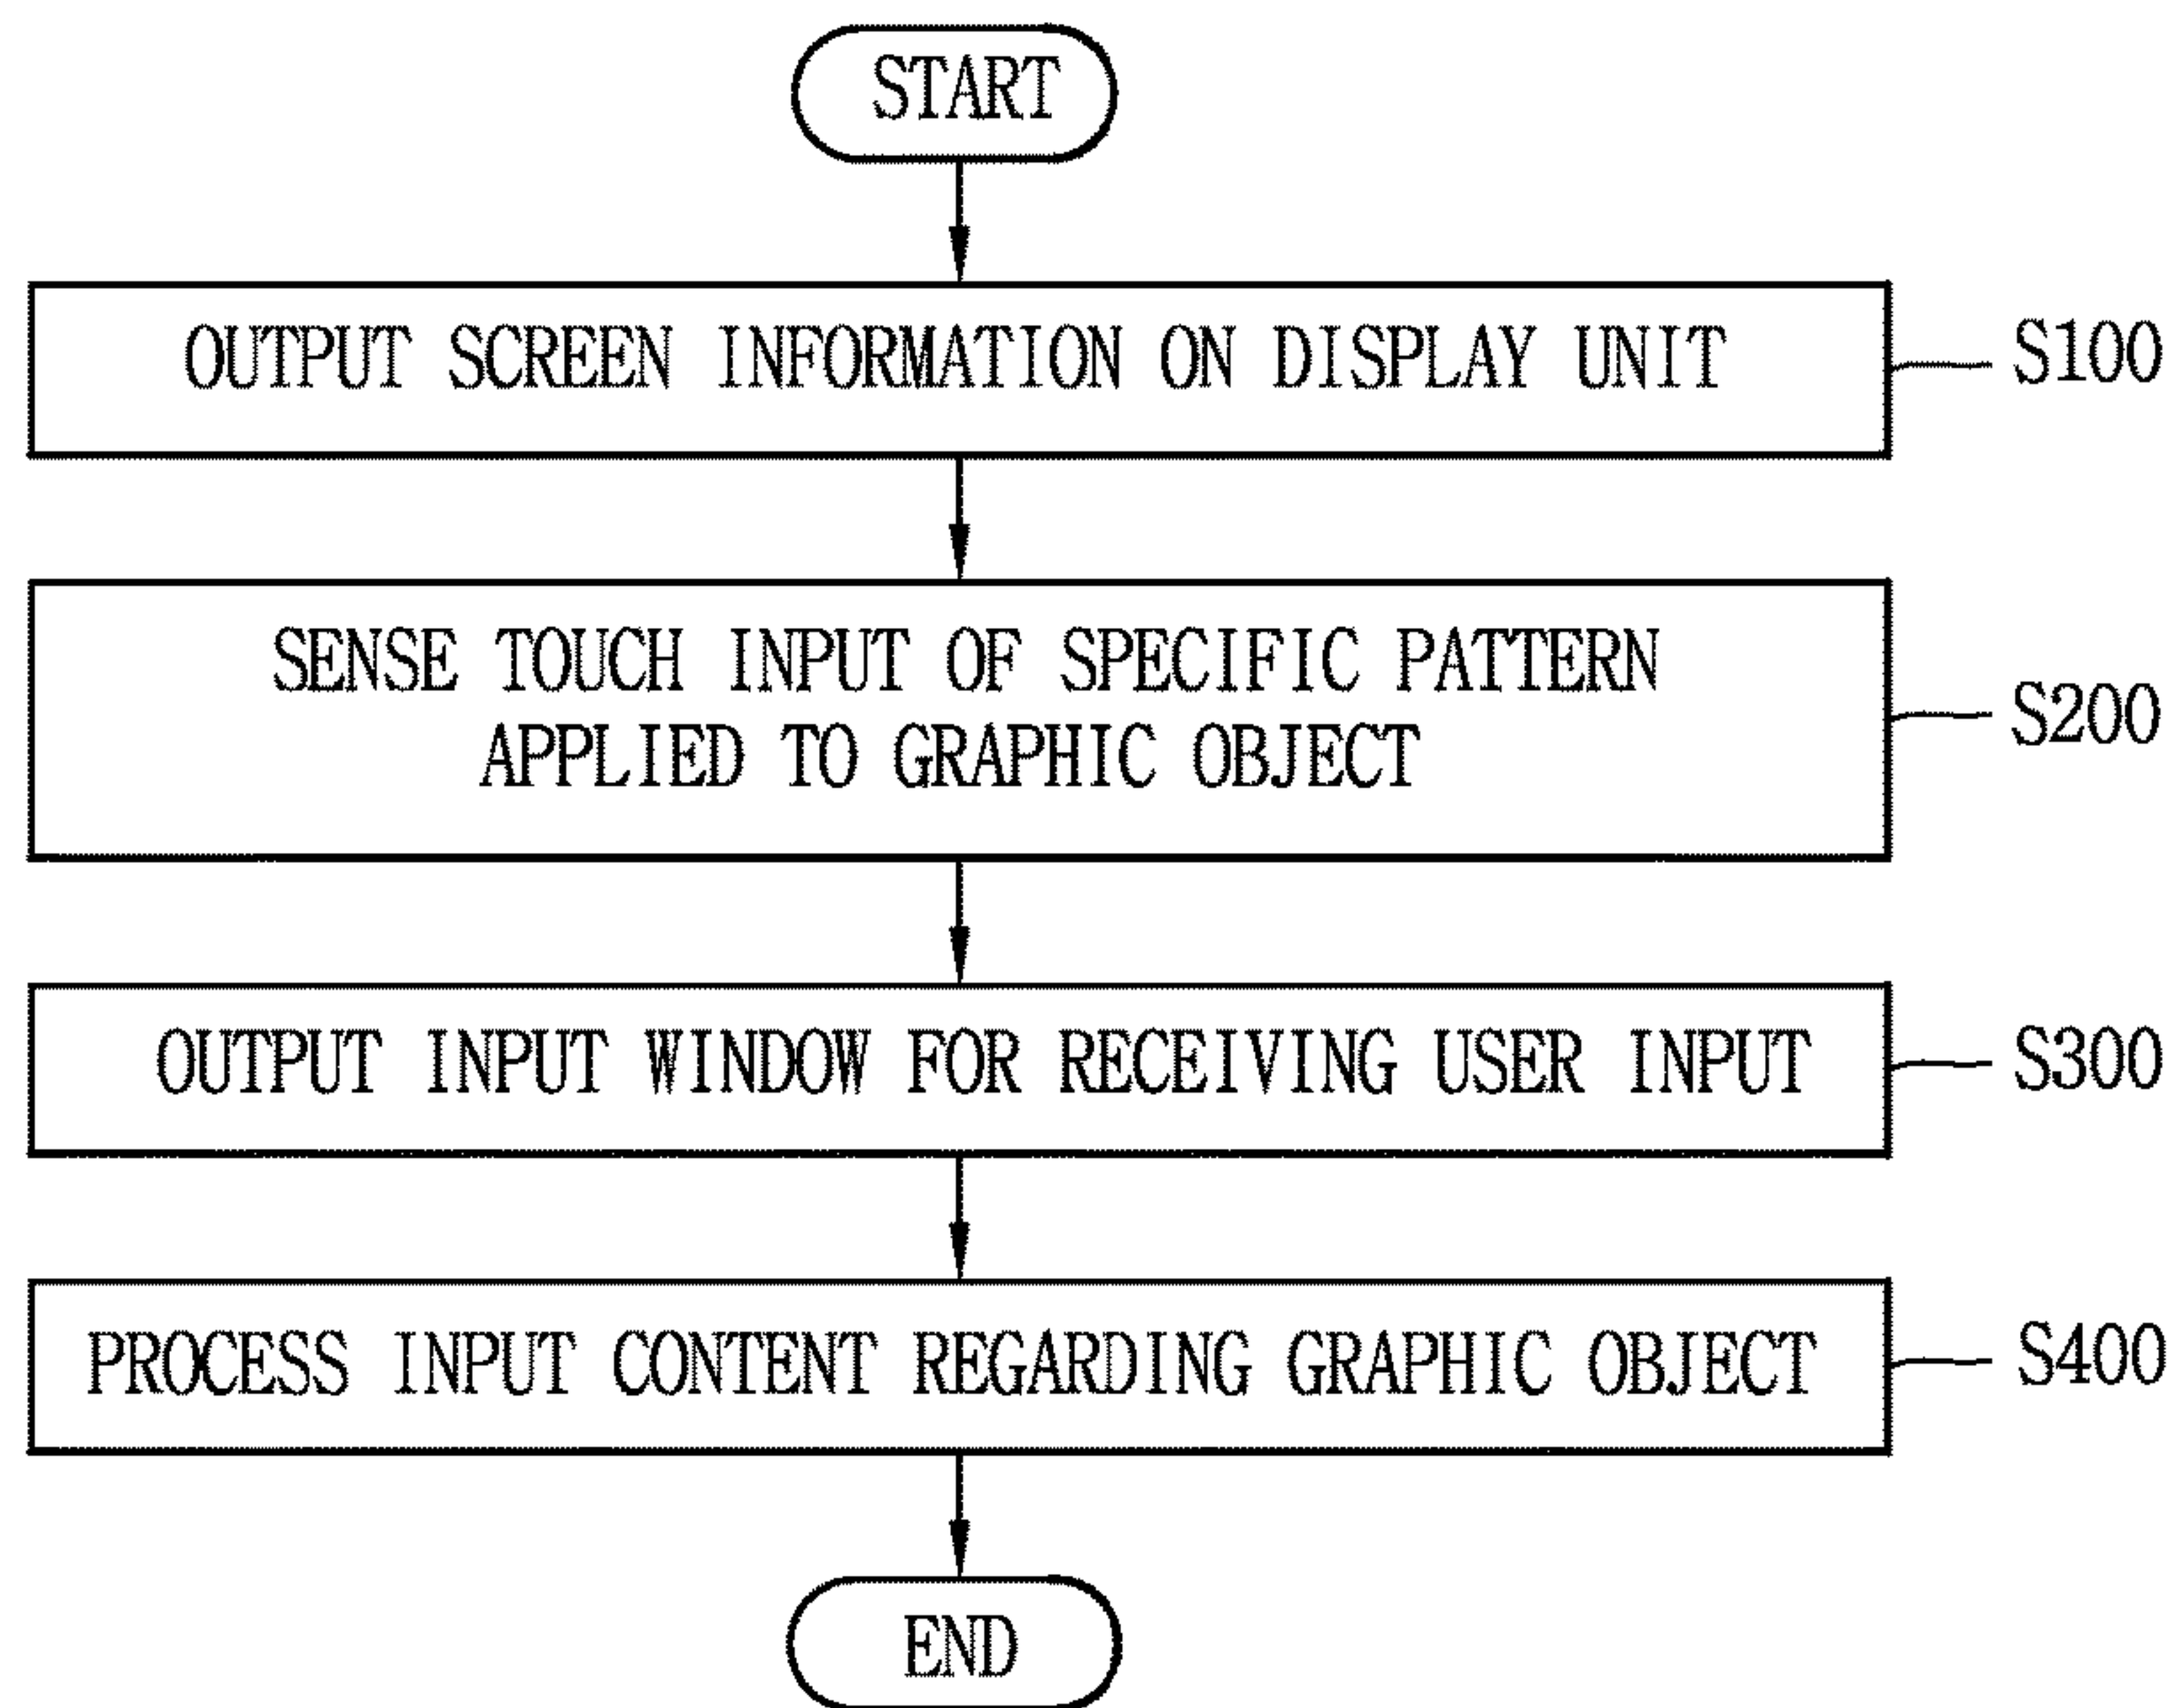 START
OUTPUT SCREEN INFORMATION ON DISPLAY UNIT
S100
SENSE TOUCH INPUT OF SPECIFIC PATTERN
APPLIED TO GRAPHIC OBJECT
S200
OUTPUT INPUT WINDOW FOR RECEIVING USER INPUT
S300
PROCESS INPUT CONTENT REGARDING GRAPHIC OBJECT
S400
END